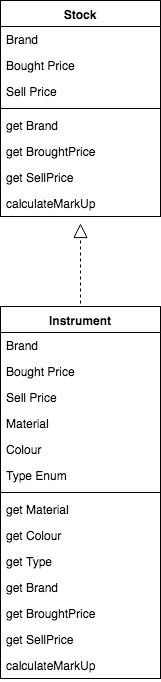 Stock
Brand
Bought Price
Sell Price
get Brand
get BroughtPrice
get SellPrice
calculateMarkUp
Instrument
Brand
Bought Price
Sell Price
Material
Colour
Type Enum
get Material
get Colour
get Type
get Brand
get BroughtPrice
get SellPrice
calculateMarkUp